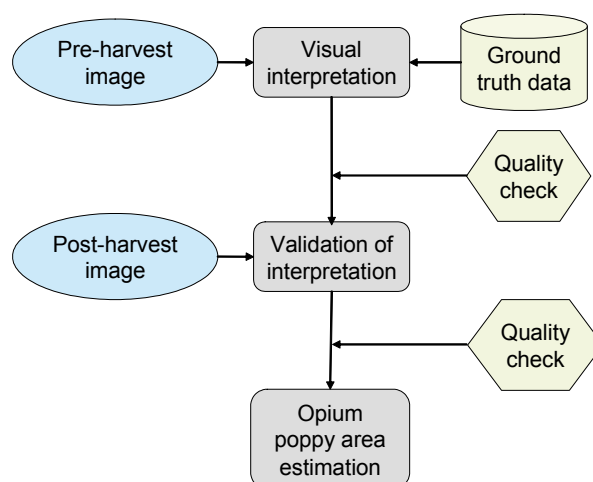 Pre-harvest
image
Visual
interpretation
Ground
truth data
Quality
check
Post-harvest
image
Validation of
interpretation
Quality
check
Opium
poppy area
estimation